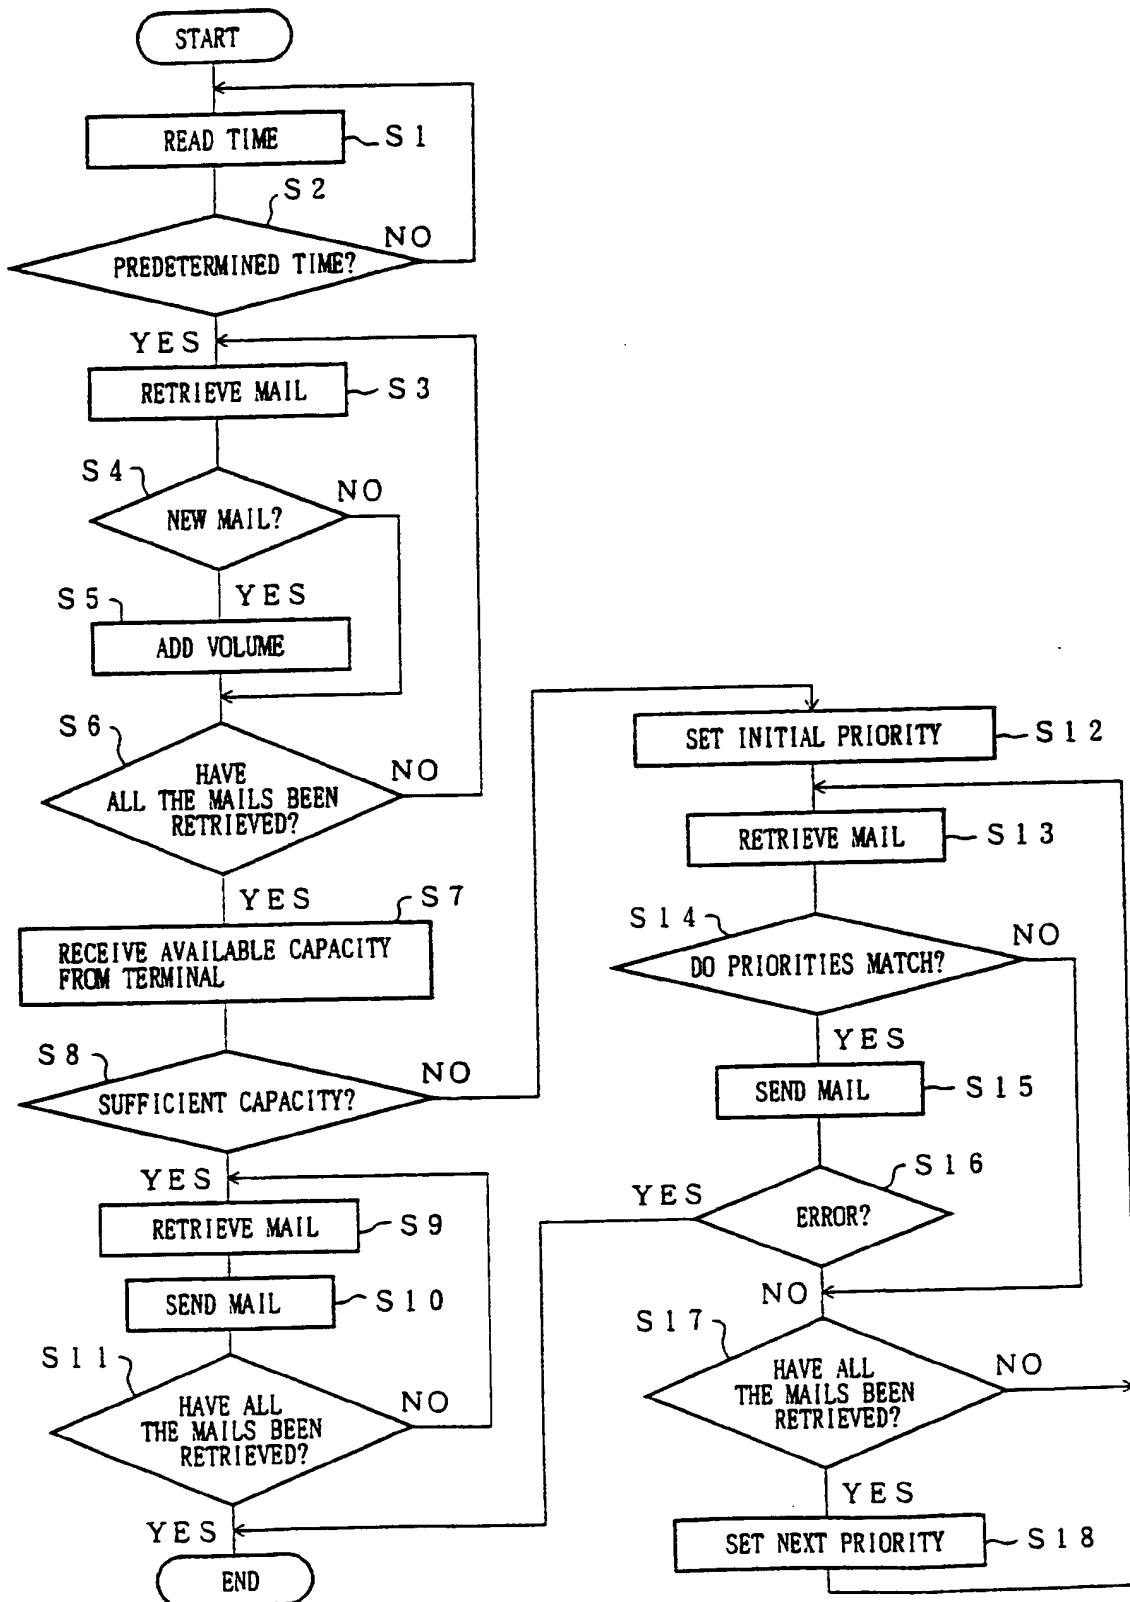 START
READ TIME
S1
S2
PREDETERMINED TIME?
NO
YES
RETRIEVE MAIL
S3
S4
NEW MAIL?
NO
YES
S5
ADD VOLUME
S6
HAVE
ALL THE MAILS BEEN
RETRIEVED?
NO
YES
S7
RECEIVE AVAILABLE CAPACITY
FROM TERMINAL
S8
SUFFICIENT CAPACITY?
NO
YES
RETRIEVE MAIL
S9
SEND MAIL
S10
S11
HAVE ALL
THE MAILS BEEN
RETRIEVED?
NO
YES
END
SET INITIAL PRIORITY
S12
RETRIEVE MAIL
S13
S14
DO PRIORITIES MATCH?
NO
YES
SEND MAIL
S15
S16
ERROR?
YES
NO
S17
HAVE ALL
THE MAILS BEEN
RETRIEVED?
NO
YES
SET NEXT PRIORITY
S18